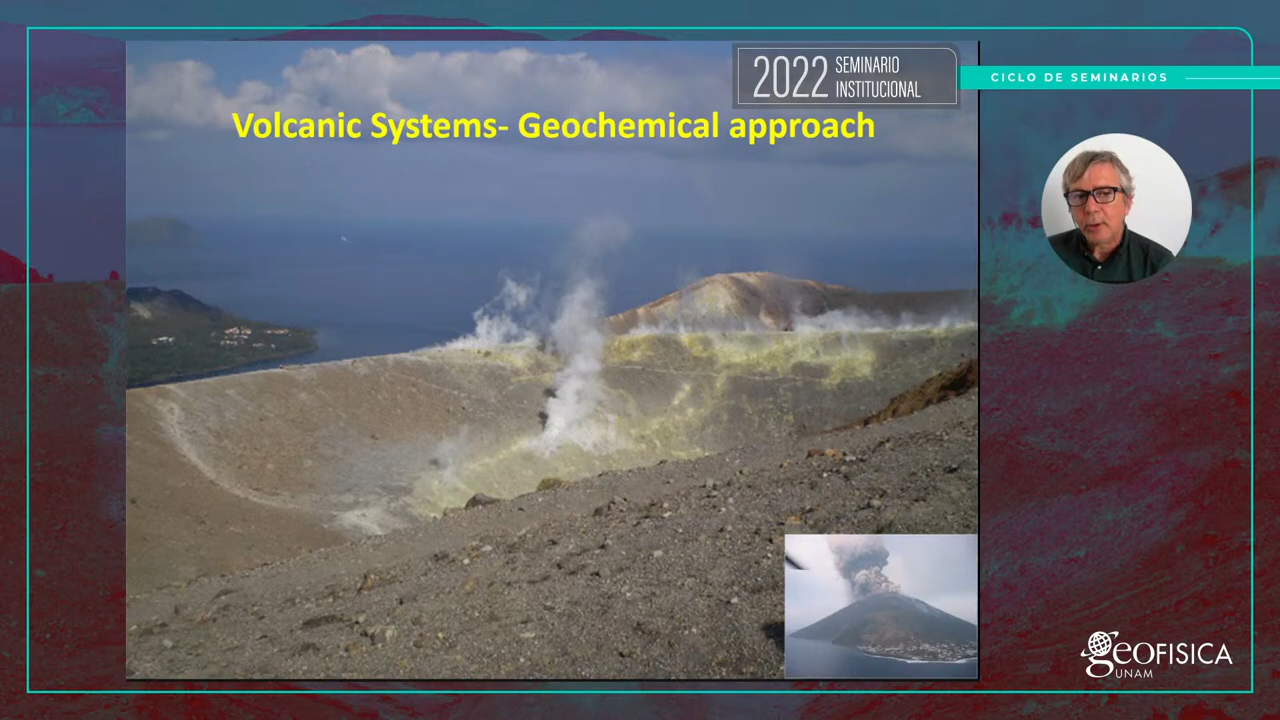 2022 SEMINARIO
INSTITUCIONAL
CICLO DE SEMINARIOS
Volcanic Systems- Geochemical approach
GEOFISICA
UNAM